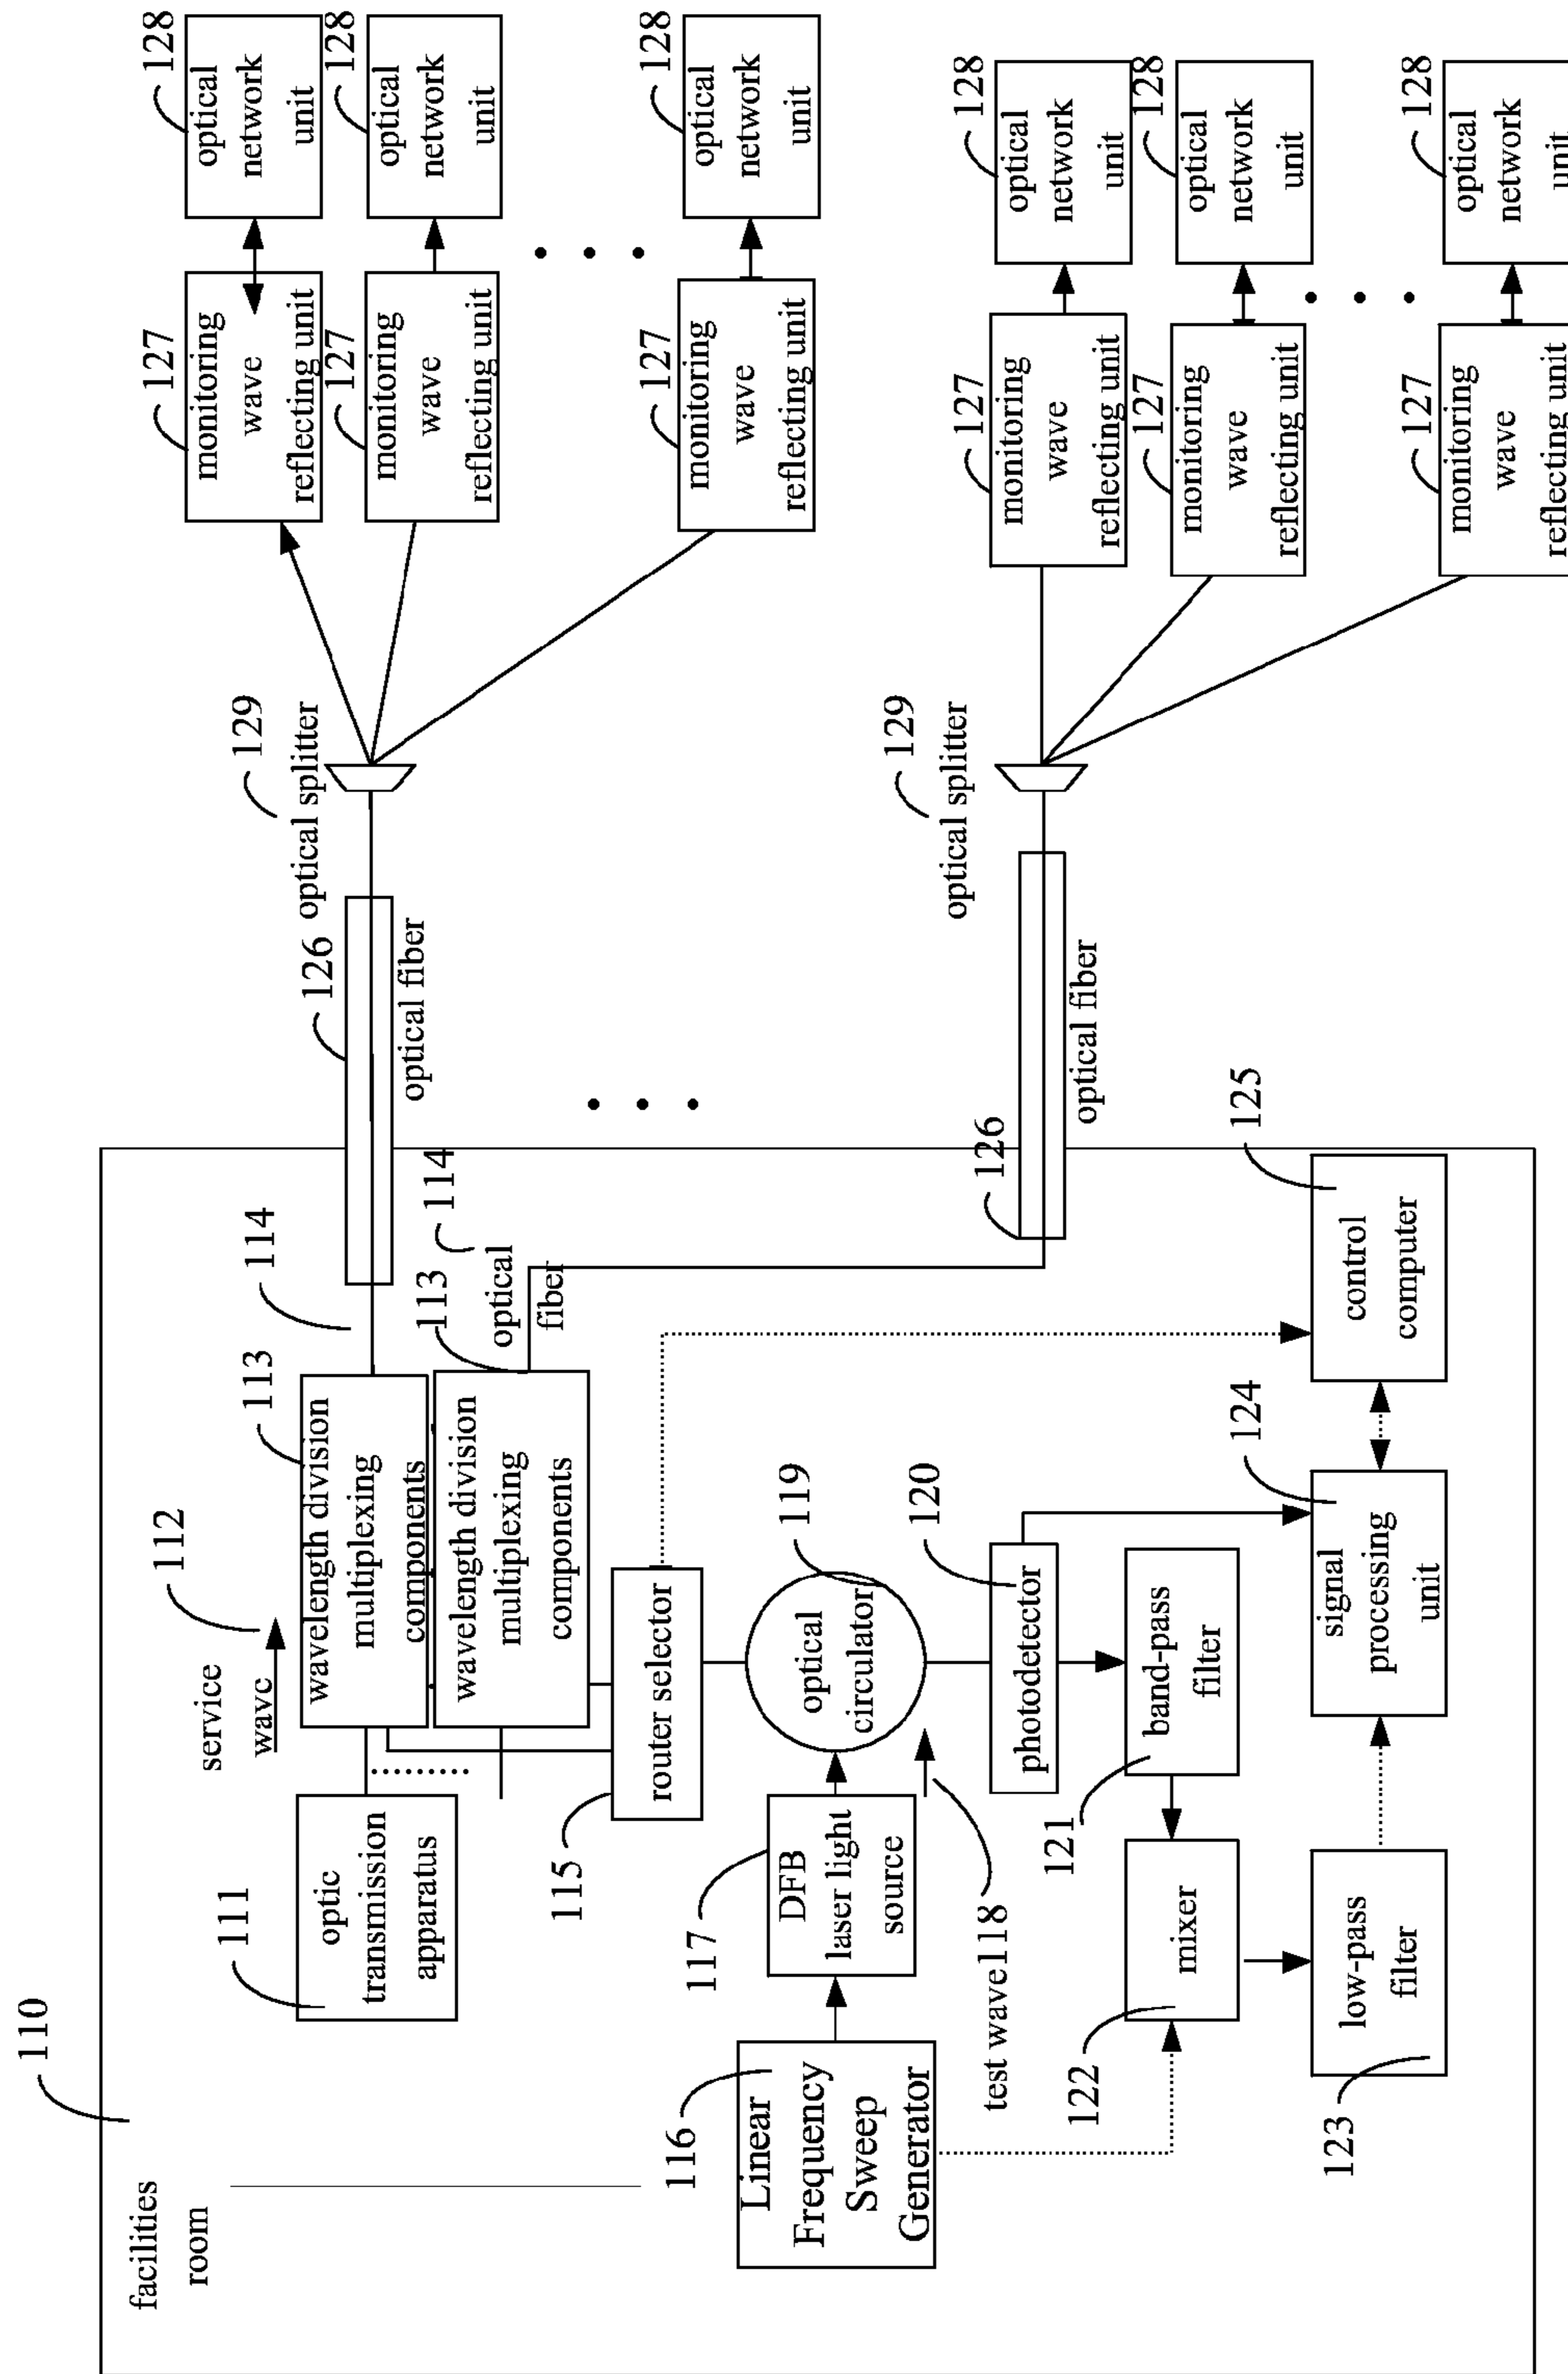 110
facilities
room
111
optic
transmission
apparatus
service
wave
112
113
wavelength division
multiplexing
components
114
113
wavelength division
multiplexing
components
114
optical
fiber
126
optical fiber
129
optical splitter
127
monitoring
wave
reflecting unit
128
optical
network
unit
127
monitoring
wave
reflecting unit
128
optical
network
unit
127
monitoring
wave
reflecting unit
128
optical
network
unit
115
router selector
116
Linear
Frequency
Sweep
Generator
117
DFB
laser light
source
test wave118
119
optical
circulator
120
photodetector
121
band-pass
filter
122
mixer
123
low-pass
filter
124
signal
processing
unit
125
control
computer
126
optical fiber
129
optical splitter
127
monitoring
wave
reflecting unit
128
optical
network
unit
127
monitoring
wave
reflecting unit
128
optical
network
unit
127
monitoring
wave
reflecting unit
128
optical
network
unit